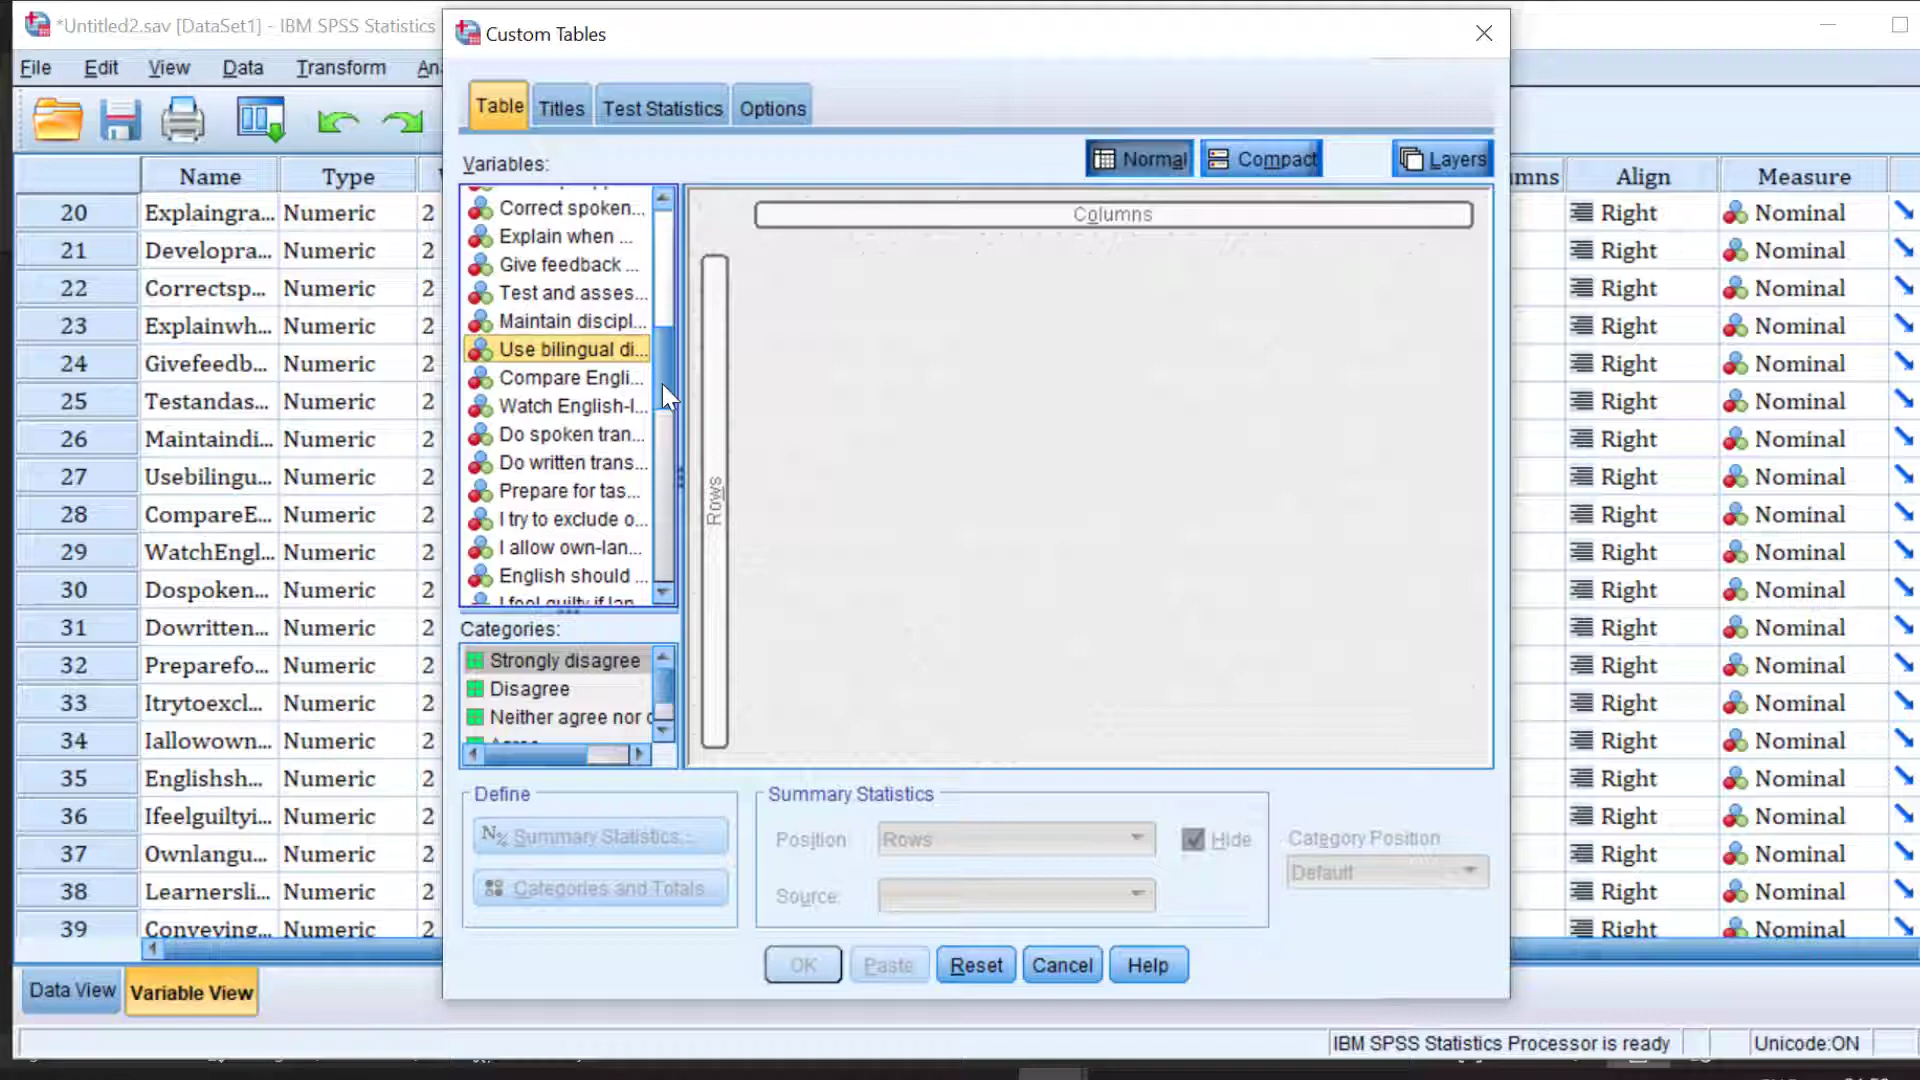 *Untitled2.sav [DataSet1] - IBM SPSS Statistics
File Edit View Data Transform
Name Type Align Measure
20 Explaingra... Numeric 2 Right Nominal
21 Developra... Numeric 2 Right Nominal
22 Correctsp... Numeric 2 Right Nominal
23 Explainwh... Numeric 2 Right Nominal
24 Givefeedb... Numeric 2 Right Nominal
25 Testandas... Numeric 2 Right Nominal
26 Maintaindi... Numeric 2 Right Nominal
27 Usebilingu... Numeric 2 Right Nominal
28 CompareE... Numeric 2 Right Nominal
29 WatchEngl... Numeric 2 Right Nominal
30 Dospoken... Numeric 2 Right Nominal
31 Dowritten... Numeric 2 Right Nominal
32 Preparefo... Numeric 2 Right Nominal
33 Itrytoexcl... Numeric 2 Right Nominal
34 Iallowown... Numeric 2 Right Nominal
35 Englishsh... Numeric 2 Right Nominal
36 Ifeelguiltyi... Numeric 2 Right Nominal
37 Ownlangu... Numeric 2 Right Nominal
38 Learnersli... Numeric 2 Right Nominal
39 Conveying... Numeric 2 Right Nominal
Data View Variable View
IBM SPSS Statistics Processor is ready Unicode:ON
Custom Tables
Table Titles Test Statistics Options
Variables:
Normal Compact Layers
Correct spoken...
Explain when ...
Give feedback ...
Test and asses...
Maintain discipl...
Use bilingual di...
Compare Engli...
Watch English-l...
Do spoken tran...
Do written trans...
Prepare for tas...
I try to exclude o...
I allow own-lan...
English should ...
I feel guilty if lan
Columns
Rows
Categories:
Strongly disagree
Disagree
Neither agree nor
Define
N% Summary Statistics...
Categories and Totals
Summary Statistics
Position Rows Hide
Source:
Category Position
Default
OK Paste Reset Cancel Help